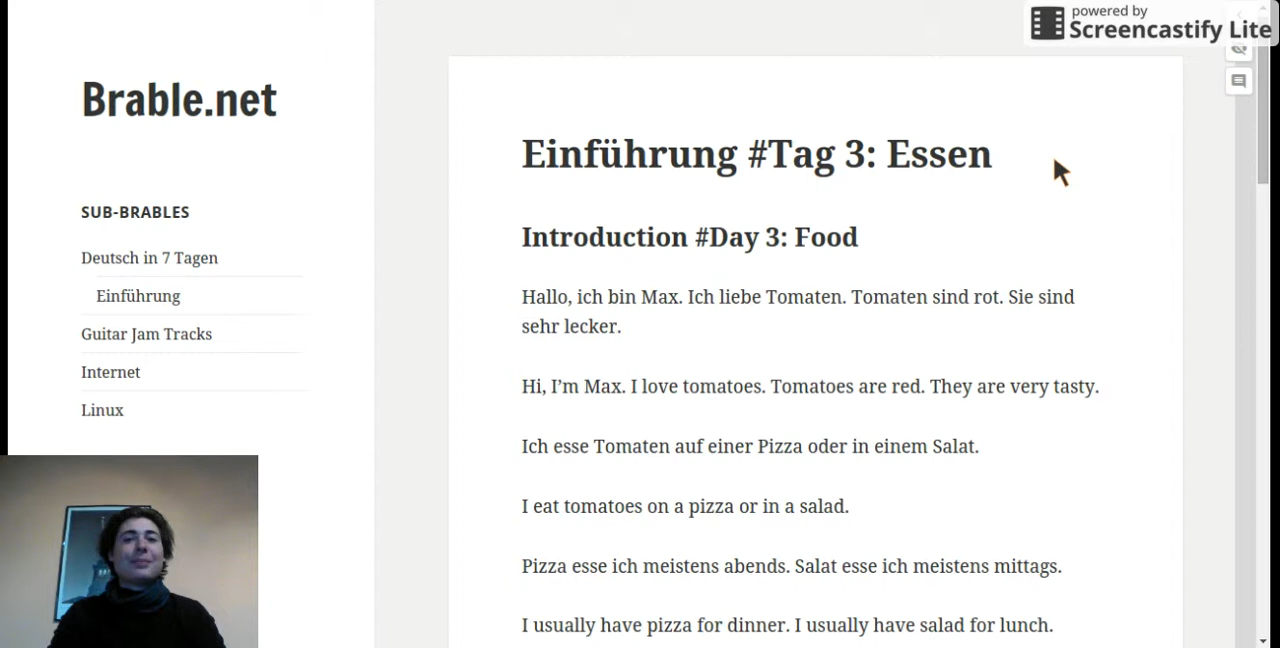 powered by
Screencastify Lite
Brable.net
SUB-BRABLES
Deutsch in 7 Tagen
Einführung
Guitar Jam Tracks
Internet
Linux
Einführung #Tag 3: Essen
Introduction #Day 3: Food
Hallo, ich bin Max. Ich liebe Tomaten. Tomaten sind rot. Sie sind
sehr lecker.
Hi, I’m Max. I love tomatoes. Tomatoes are red. They are very tasty.
Ich esse Tomaten auf einer Pizza oder in einem Salat.
I eat tomatoes on a pizza or in a salad.
Pizza esse ich meistens abends. Salat esse ich meistens mittags.
I usually have pizza for dinner. I usually have salad for lunch.